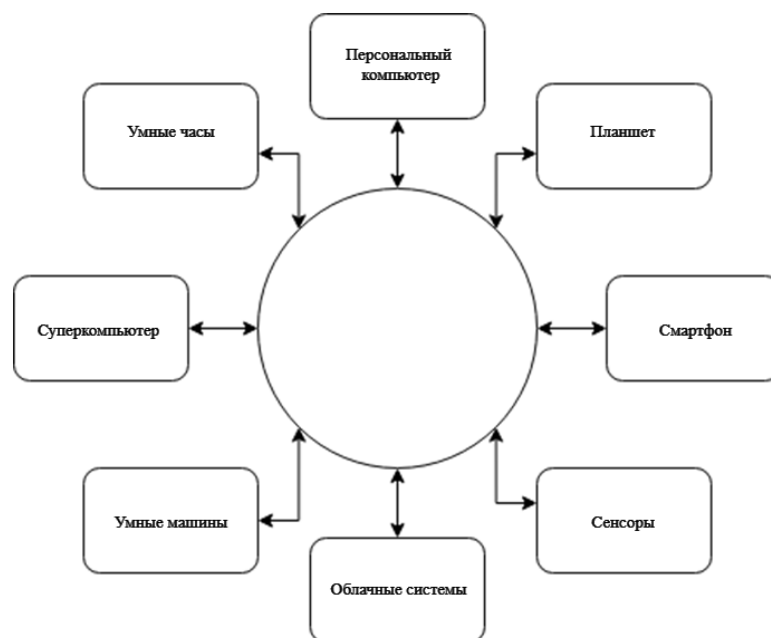 Персональный
компьютер
Умные часы
Планшет
Суперкомпьютер
Смартфон
Умные машины
Сенсоры
Облачные системы